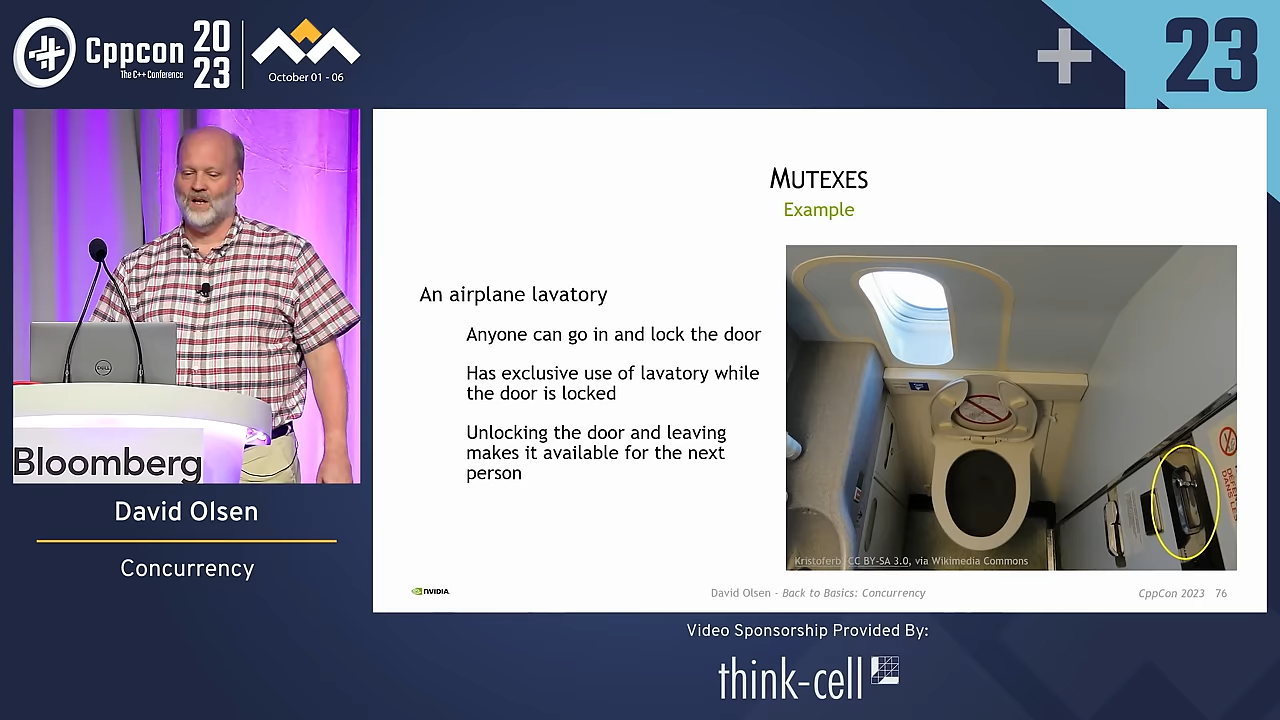 Cppcon
The C++ Conference
20
23
October 01 - 06
23
MUTEXES
Example
An airplane lavatory
Anyone can go in and lock the door
Has exclusive use of lavatory while
the door is locked
Unlocking the door and leaving
makes it available for the next
person
Kristoferb, CC BY-SA 3.0, via Wikimedia Commons
DELL
Bloomberg
David Olsen
Concurrency
NVIDIA.
David Olsen - Back to Basics: Concurrency
CppCon 2023 76
Video Sponsorship Provided By:
think-cell